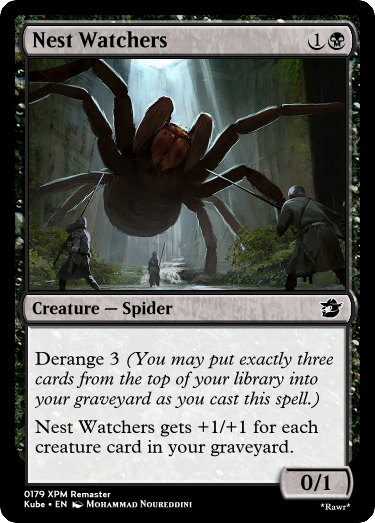 Nest Watchers 1
Creature — Spider
Derange 3 (You may put exactly three
cards from the top of your library into
your graveyard as you cast this spell.)
Nest Watchers gets +1/+1 for each
creature card in your graveyard.
0/1
0179 XPM Remaster
Kube • EN Mohammad Noureddini
*Rawr*